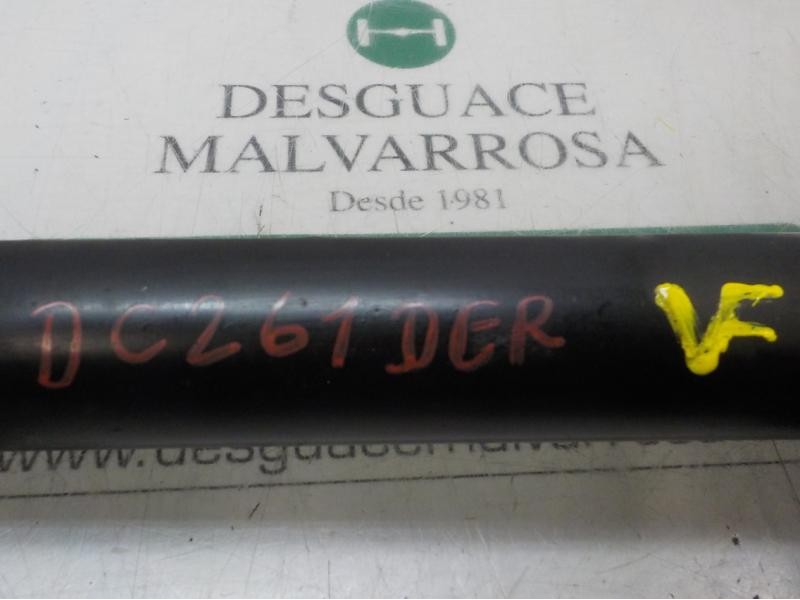 DESGUACE
MALVARROSA
Desde 1981
DC261DER VF